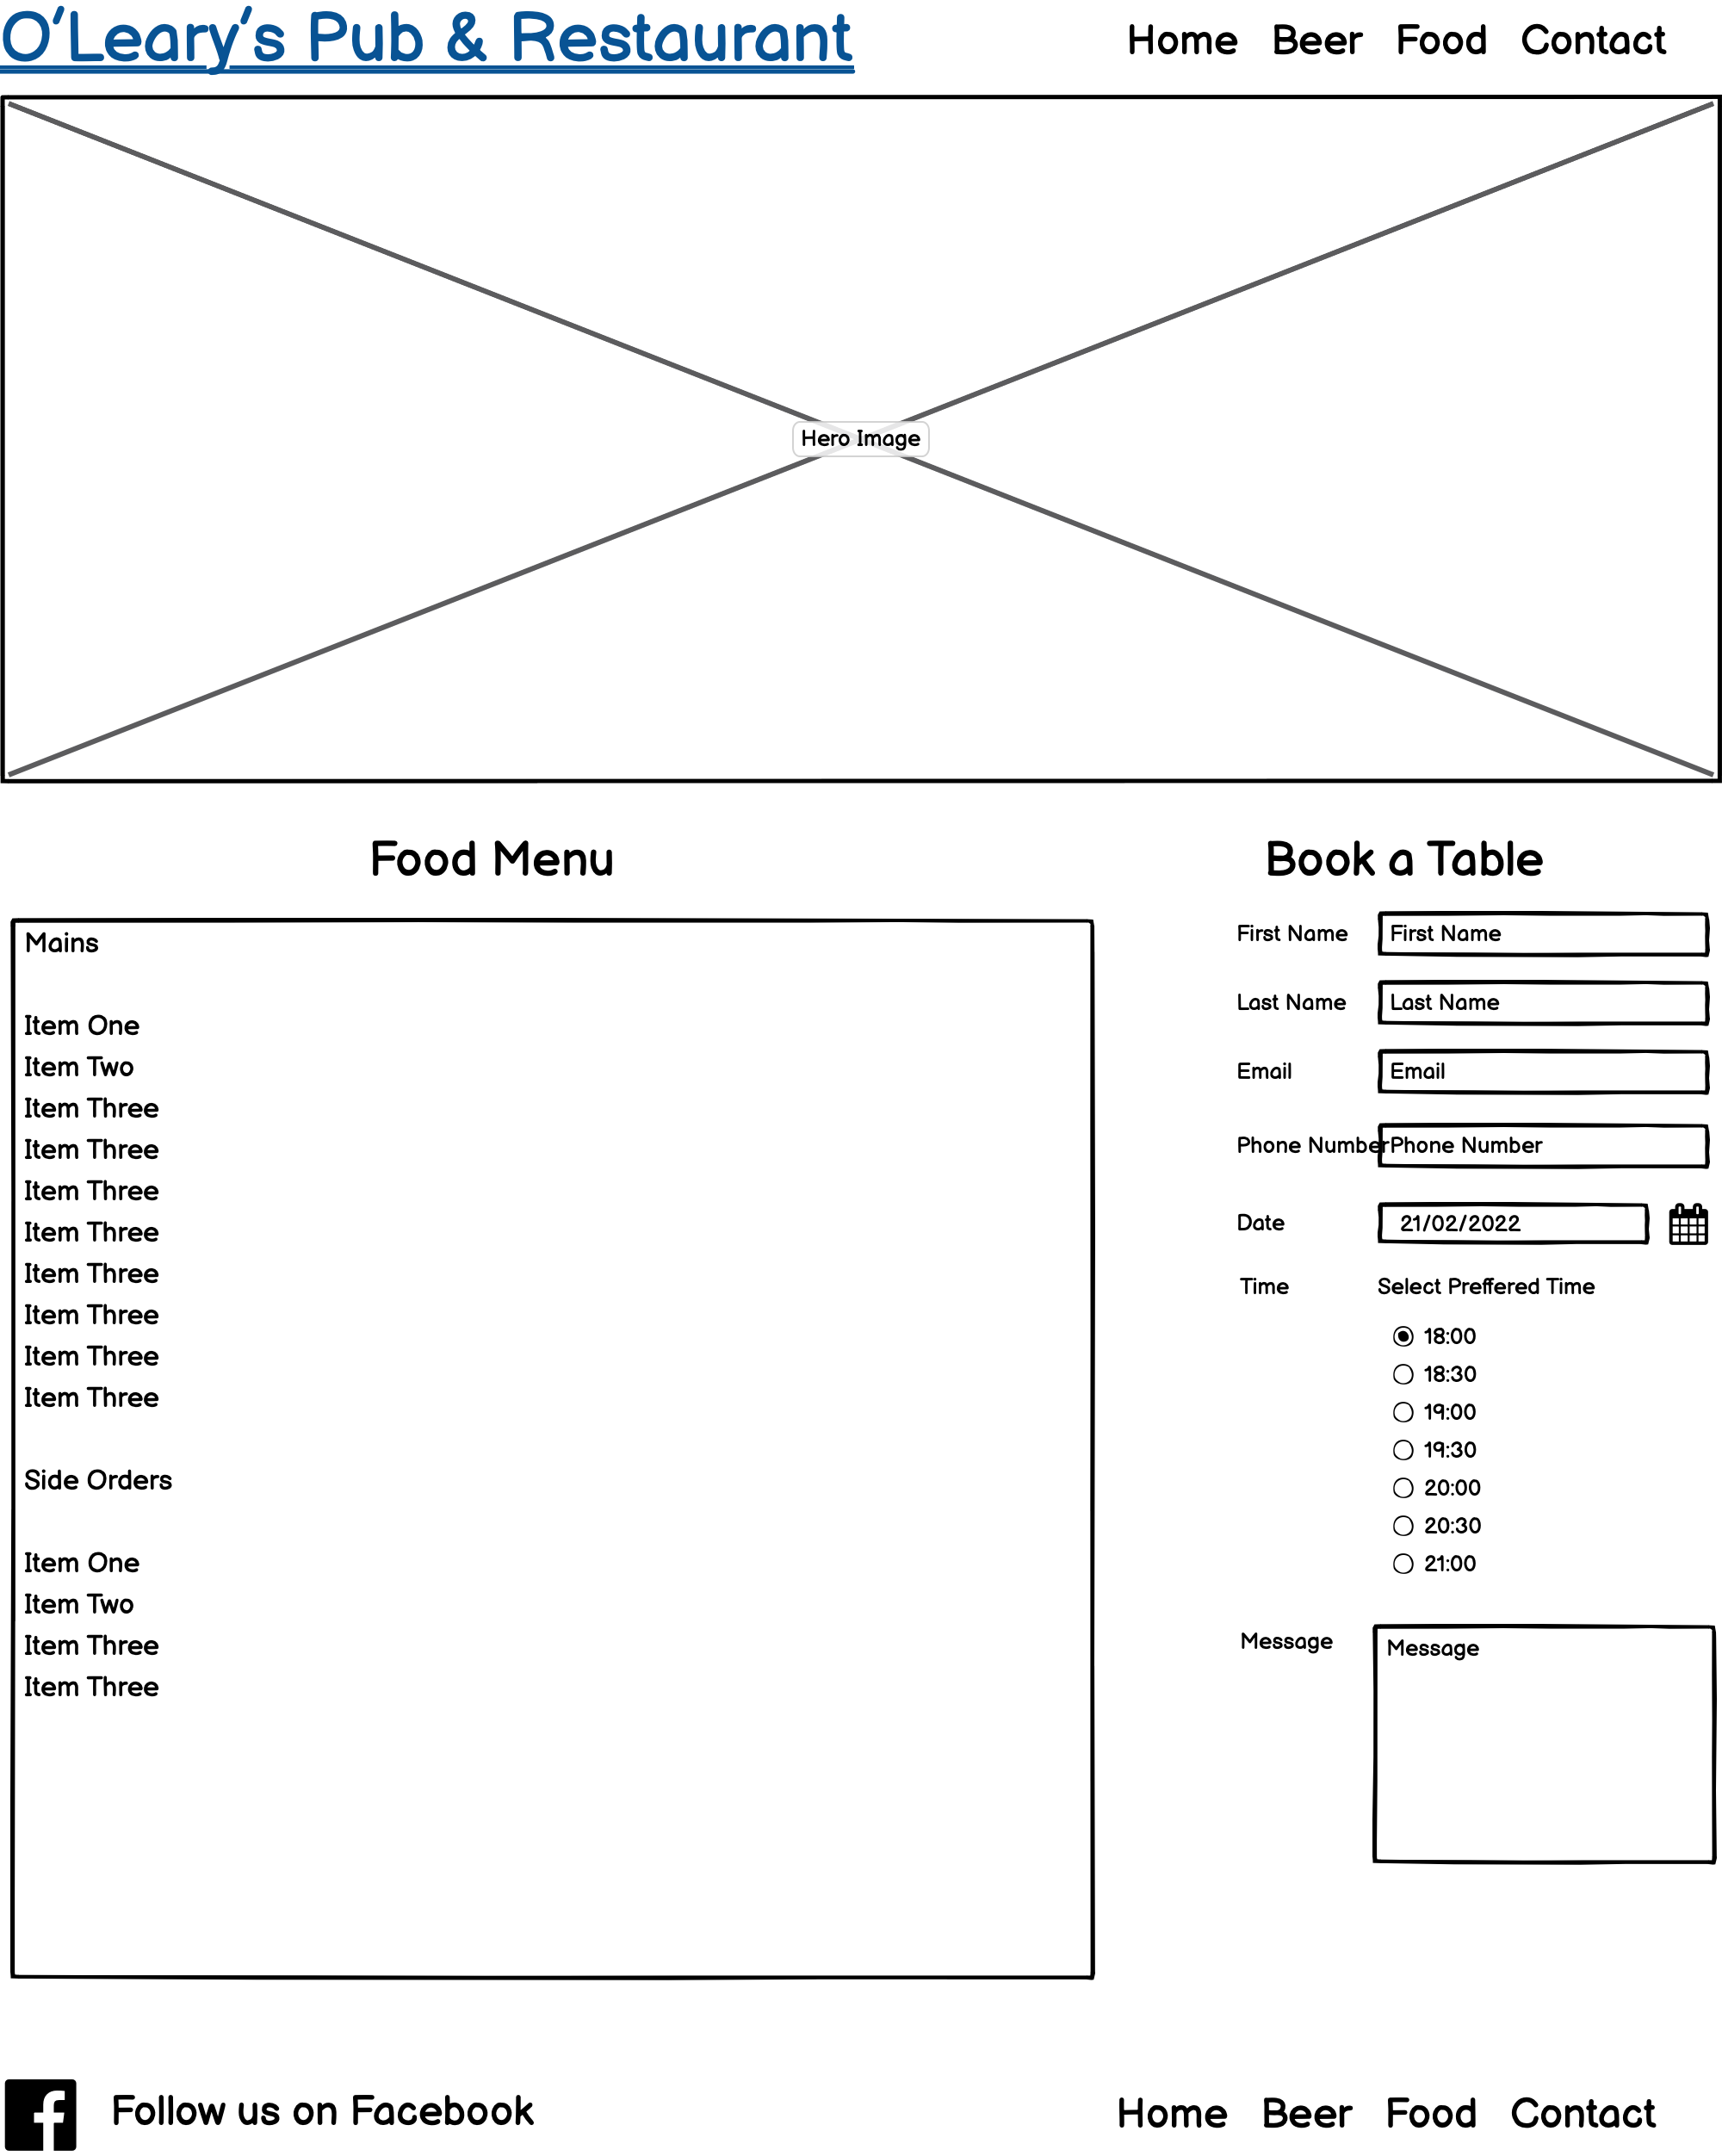 O'Leary's Pub & Restaurant
Home Beer Food Contact
Hero Image
Food Menu
Mains
Item One
Item Two
Item Three
Item Three
Item Three
Item Three
Item Three
Item Three
Item Three
Item Three
Side Orders
Item One
Item Two
Item Three
Item Three
Book a Table
First Name First Name
Last Name Last Name
Email Email
Phone Number Phone Number
Date 21/02/2022
Time Select Preffered Time
18:00
18:30
19:00
19:30
20:00
20:30
21:00
Message Message
Follow us on Facebook
Home Beer Food Contact